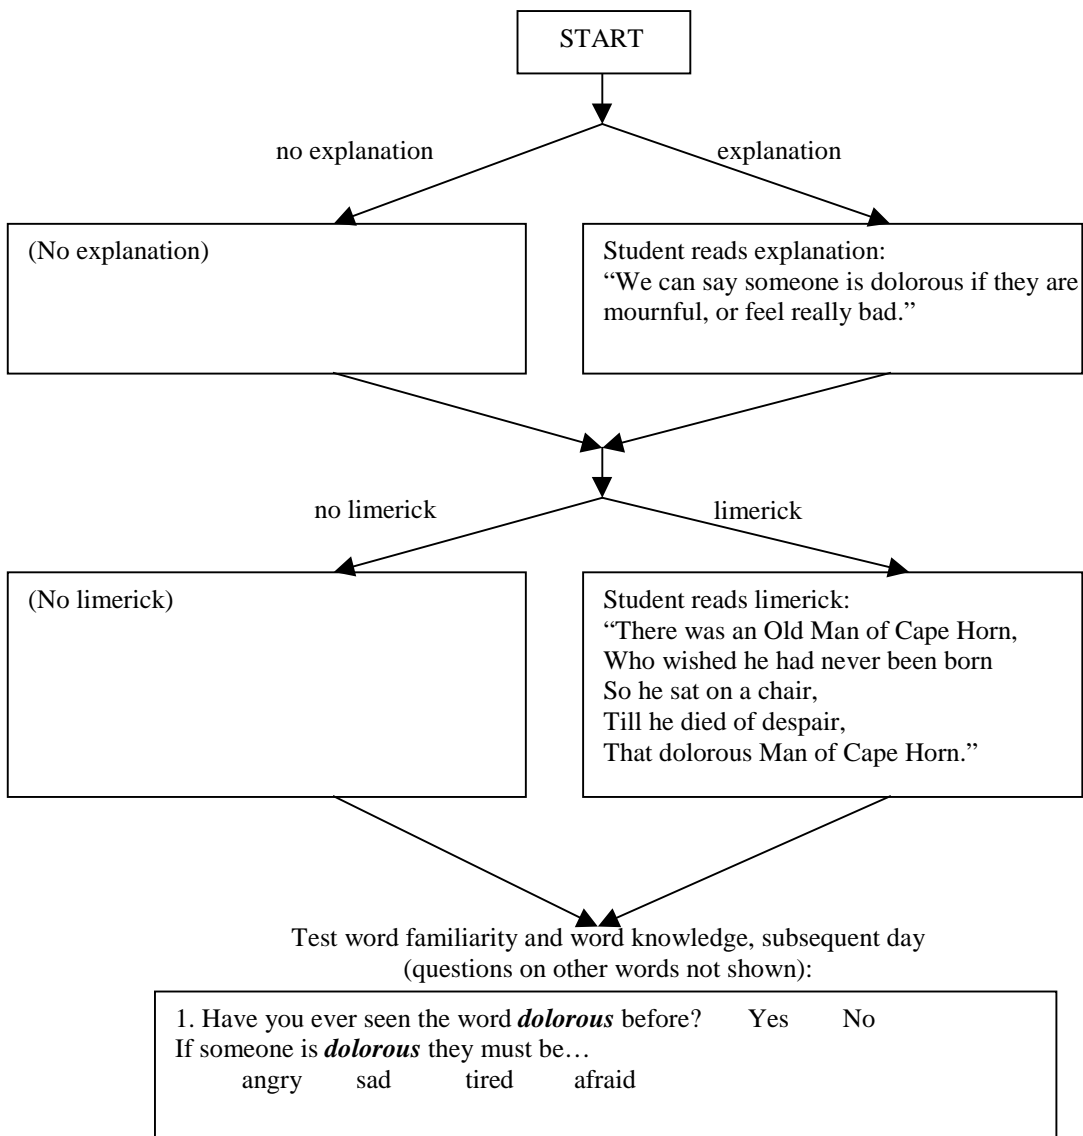 START
no explanation
explanation
(No explanation)
Student reads explanation:
“We can say someone is dolorous if they are
mournful, or feel really bad.”
no limerick
limerick
(No limerick)
Student reads limerick:
“There was an Old Man of Cape Horn,
Who wished he had never been born
So he sat on a chair,
Till he died of despair,
That dolorous Man of Cape Horn.”
Test word familiarity and word knowledge, subsequent day
(questions on other words not shown):
1. Have you ever seen the word dolorous before? Yes No
If someone is dolorous they must be…
angry sad tired afraid